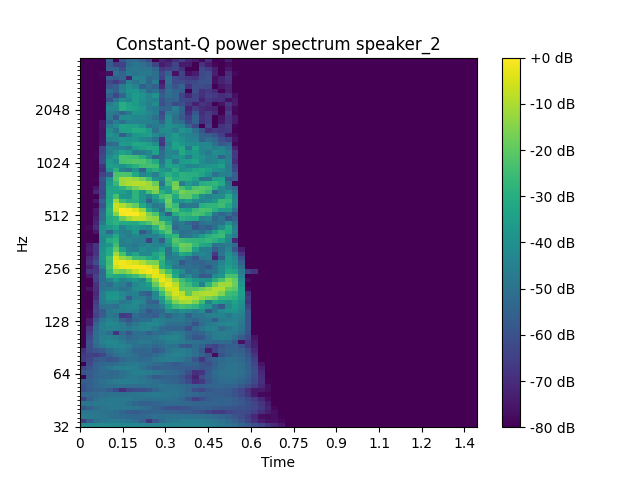 Constant-Q power spectrum speaker_2
Hz
2048
1024
512
256
128
64
32
0 0.15 0.3 0.45 0.6 0.75 0.9 1.1 1.2 1.4
Time
+0 dB
-10 dB
-20 dB
-30 dB
-40 dB
-50 dB
-60 dB
-70 dB
-80 dB